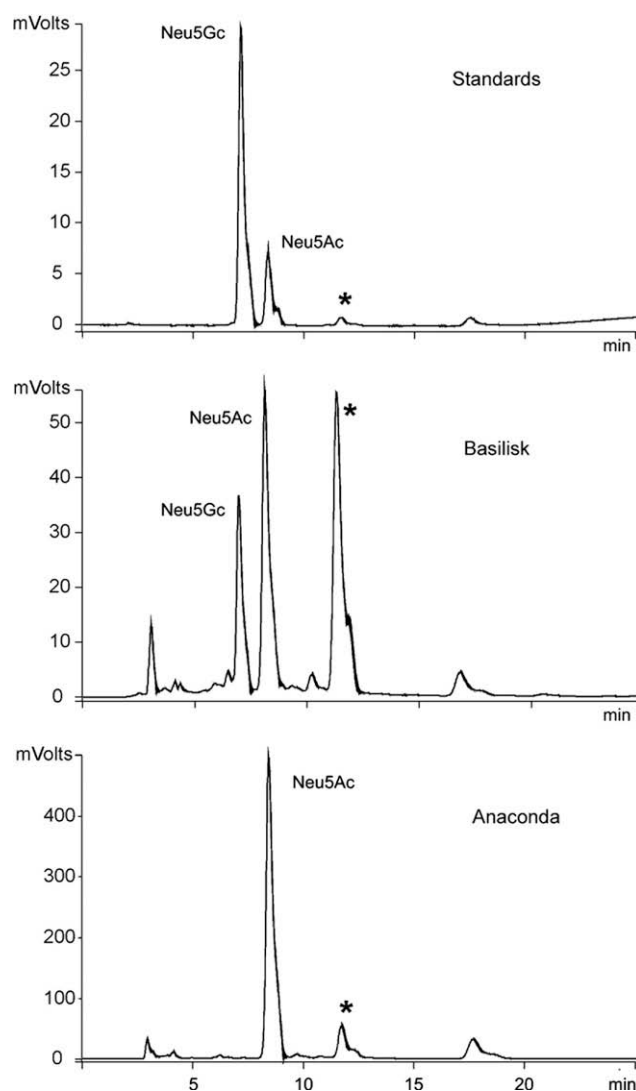 mVolts
Neu5Gc
Standards
25
20
15
10
Neu5Ac
5
*
0
min
mVolts
50
Neu5Ac
*
Basilisk
40
Neu5Gc
30
20
10
0
min
mVolts
Neu5Ac
400
Anaconda
300
200
100
*
0
5 10 15 20 min